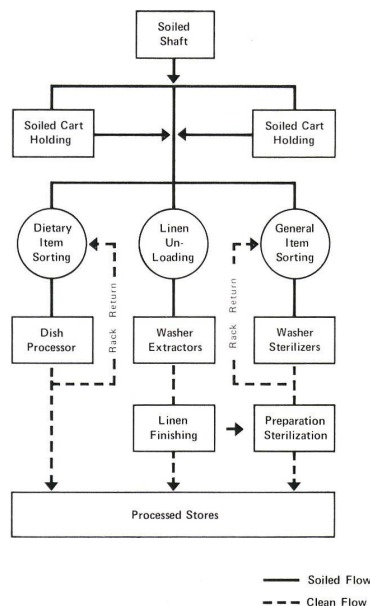 Soiled
Shaft
Soiled Cart
Holding
Soiled Cart
Holding
Dietary
Item
Sorting
Linen
Un-
Loading
General
Item
Sorting
Rack Return
Rack Return
Dish
Processor
Washer
Extractors
Washer
Sterilizers
Linen
Finishing
Preparation
Sterilization
Processed Stores
Soiled Flow
Clean Flow